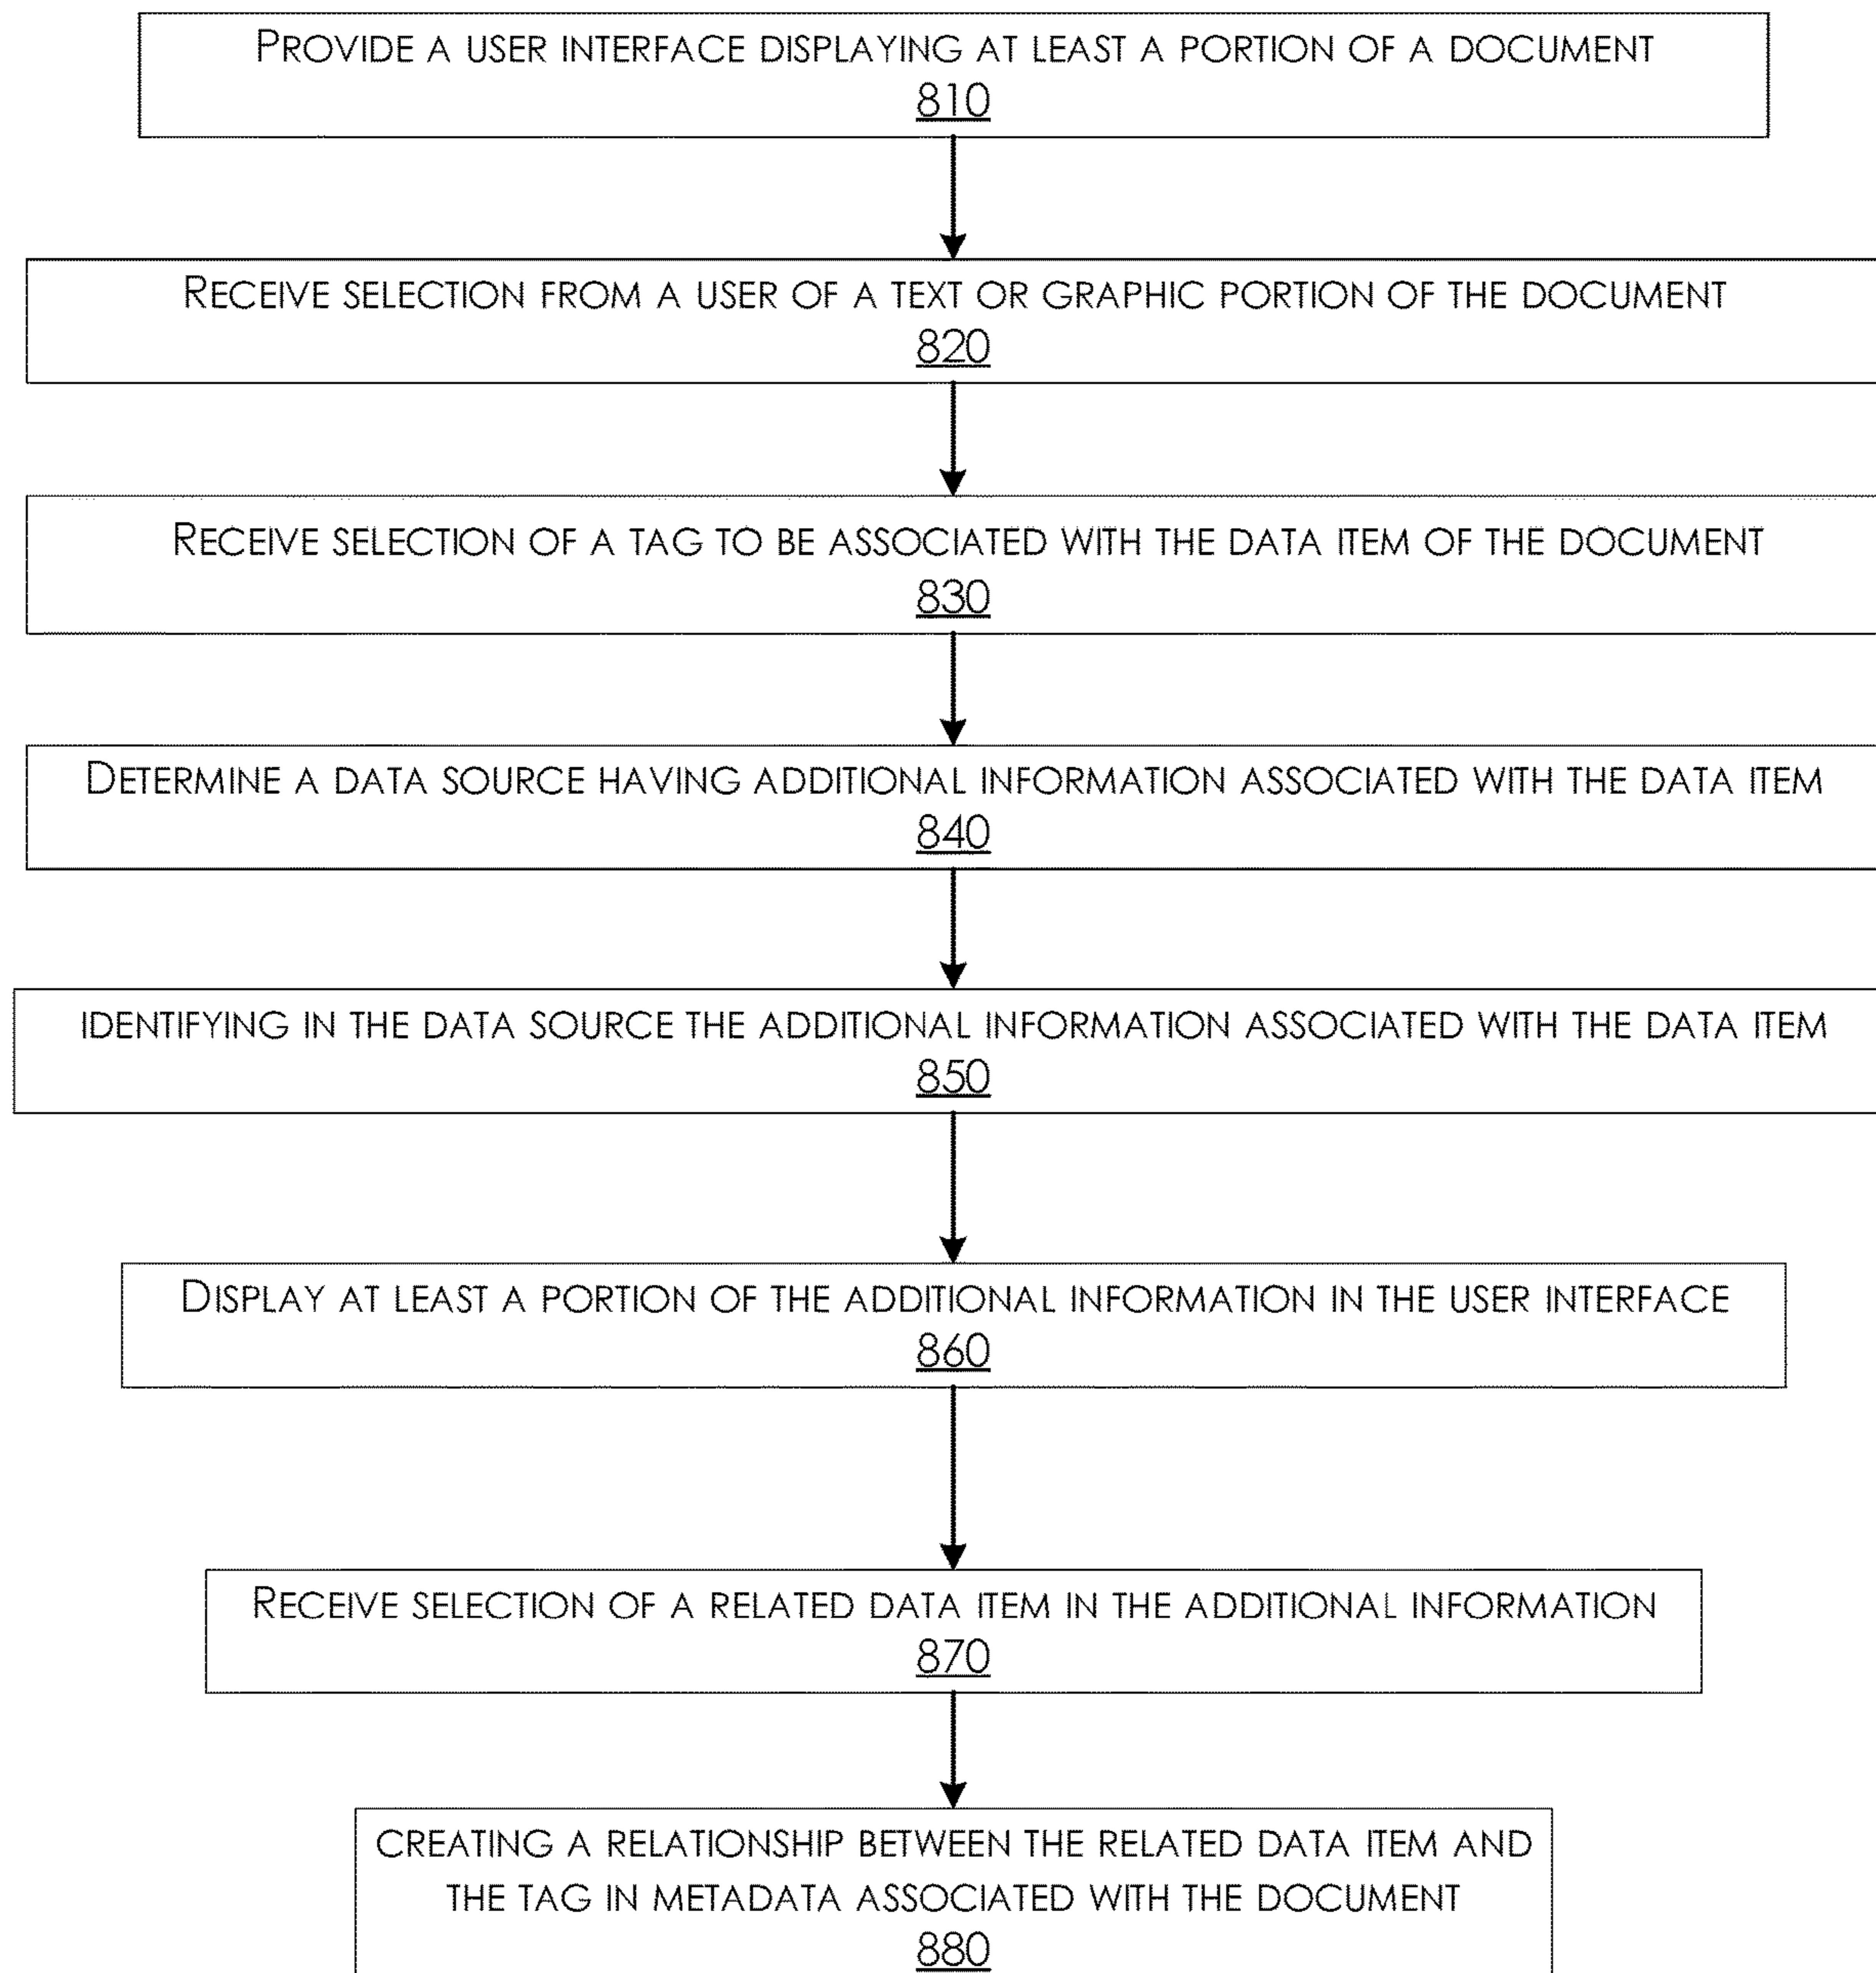 PROVIDE A USER INTERFACE DISPLAYING AT LEAST A PORTION OF A DOCUMENT
810
RECEIVE SELECTION FROM A USER OF A TEXT OR GRAPHIC PORTION OF THE DOCUMENT
820
RECEIVE SELECTION OF A TAG TO BE ASSOCIATED WITH THE DATA ITEM OF THE DOCUMENT
830
DETERMINE A DATA SOURCE HAVING ADDITIONAL INFORMATION ASSOCIATED WITH THE DATA ITEM
840
IDENTIFYING IN THE DATA SOURCE THE ADDITIONAL INFORMATION ASSOCIATED WITH THE DATA ITEM
850
DISPLAY AT LEAST A PORTION OF THE ADDITIONAL INFORMATION IN THE USER INTERFACE
860
RECEIVE SELECTION OF A RELATED DATA ITEM IN THE ADDITIONAL INFORMATION
870
CREATING A RELATIONSHIP BETWEEN THE RELATED DATA ITEM AND
THE TAG IN METADATA ASSOCIATED WITH THE DOCUMENT
880